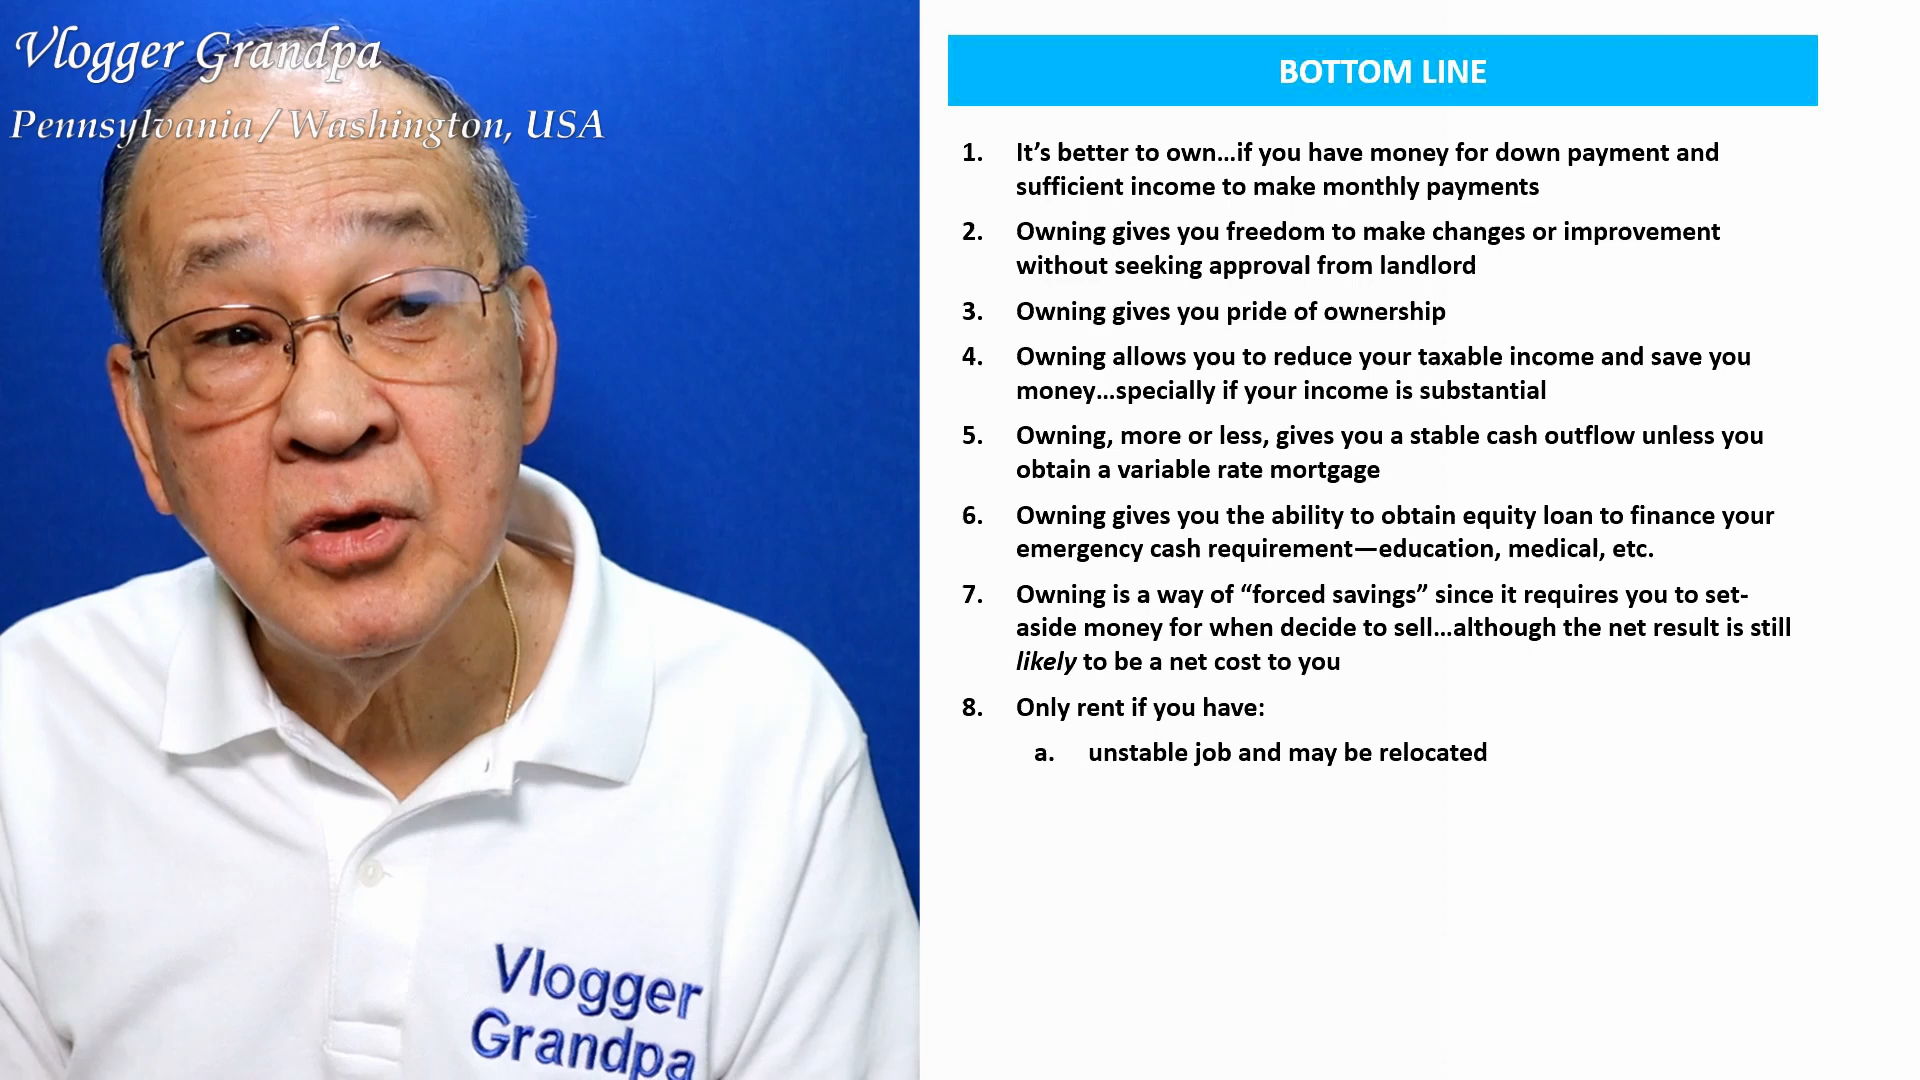 Vlogger Grandpa
Pennsylvania / Washington, USA
Vlogger
Grandpa
BOTTOM LINE
1. It's better to own...if you have money for down payment and
sufficient income to make monthly payments
2. Owning gives you freedom to make changes or improvement
without seeking approval from landlord
3. Owning gives you pride of ownership
4. Owning allows you to reduce your taxable income and save you
money...specially if your income is substantial
5. Owning, more or less, gives you a stable cash outflow unless you
obtain a variable rate mortgage
6. Owning gives you the ability to obtain equity loan to finance your
emergency cash requirement—education, medical, etc.
7. Owning is a way of “forced savings” since it requires you to set-
aside money for when decide to sell...although the net result is still
likely to be a net cost to you
8. Only rent if you have:
a. unstable job and may be relocated